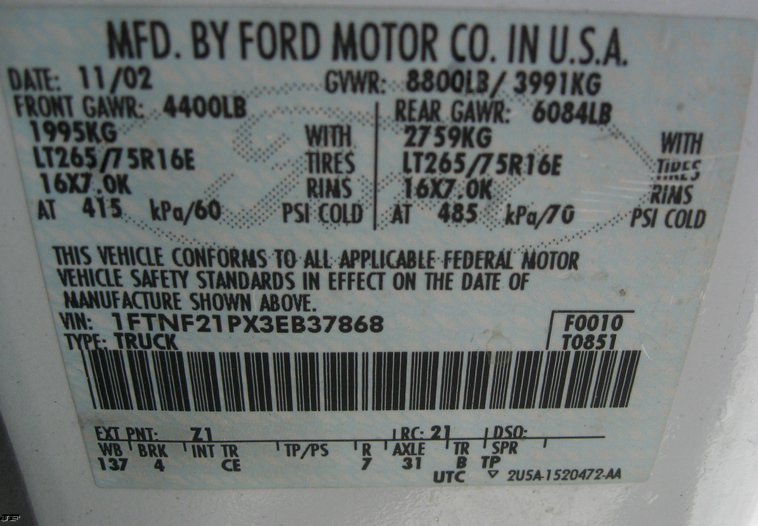 MFD. BY FORD MOTOR CO. IN U.S.A.
DATE: 11/02 GVWR: 8800LB/ 3991KG
FRONT GAWR: 4400LB REAR GAWR: 6084LB
1995KG WITH 2759KG WITH
LT265/75R16E TIRES LT265/75R16E TIRES
16X7.0K RIMS 16X7.0K RIMS
AT 415 kPa/60 PSI COLD AT 485 kPa/70 PSI COLD
THIS VEHICLE CONFORMS TO ALL APPLICABLE FEDERAL MOTOR
VEHICLE SAFETY STANDARDS IN EFFECT ON THE DATE OF
MANUFACTURE SHOWN ABOVE.
VIN: 1FTNF21PX3EB37868 F0010
TYPE: TRUCK T0851
EXT PNT: Z1 RC: 21 DSO:
WB BRK INT TR TP/PS R AXLE TR SPR
137 4 CE 7 31 B TP
UTC ▽ 2U5A-1520472-AA